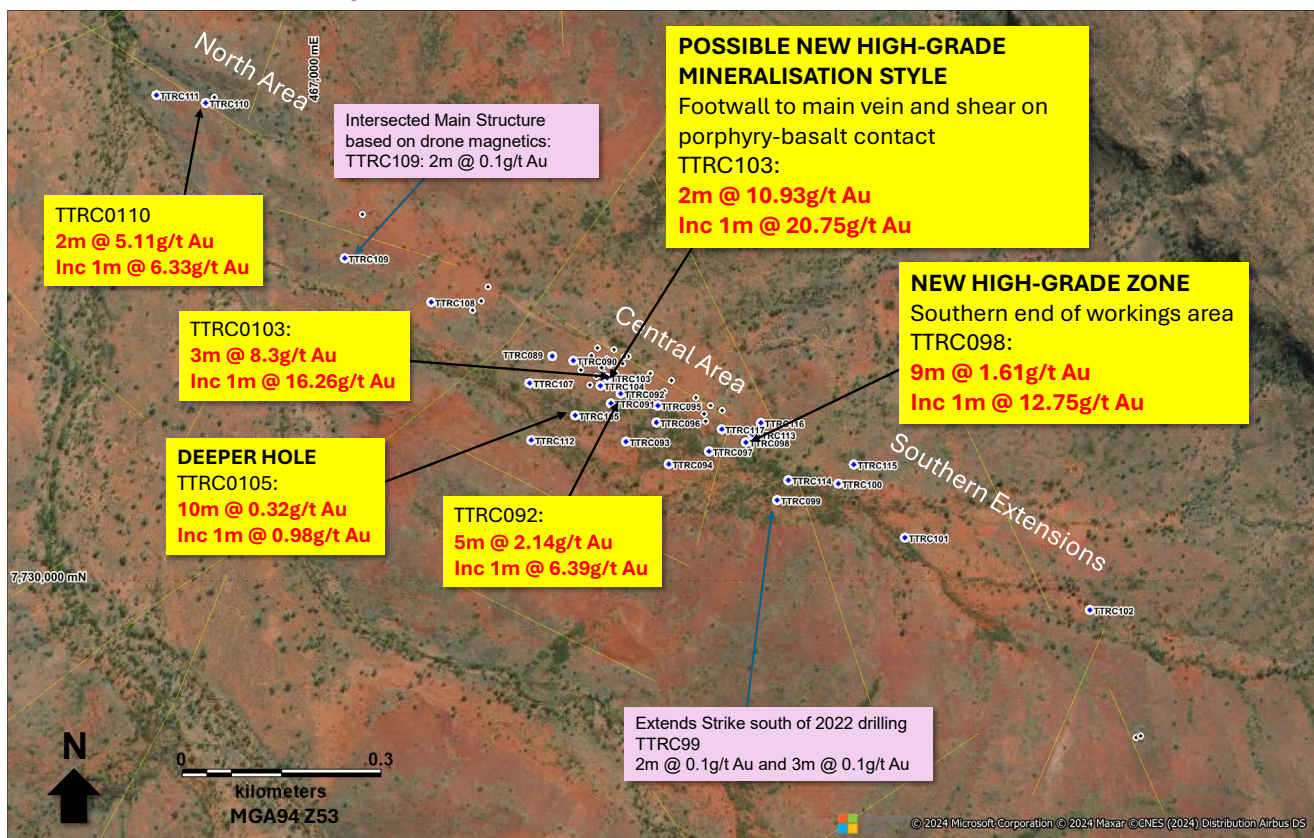 North Area
467,000 mE
POSSIBLE NEW HIGH-GRADE
MINERALISATION STYLE
Footwall to main vein and shear on
porphyry-basalt contact
TTRC103:
2m @ 10.93g/t Au
Inc 1m @ 20.75g/t Au
TTRC111
TTRC110
Intersected Main Structure
based on drone magnetics:
TTRC109: 2m @ 0.1g/t Au
TTRC0110
2m @ 5.11g/t Au
Inc 1m @ 6.33g/t Au
TTRC109
NEW HIGH-GRADE ZONE
Southern end of workings area
TTRC098:
9m @ 1.61g/t Au
Inc 1m @ 12.75g/t Au
TTRC108
TTRC0103:
3m @ 8.3g/t Au
Inc 1m @ 16.26g/t Au
Central Area
TTRC089
TTRC090
TTRC107
TTRC103
TTRC104
TTRC092
TTRC091
TTRC095
TTRC096
TTRC112
TTRC093
TTRC094
TTRC117
TTRC116
TTRC113
TTRC098
TTRC097
TTRC115
TTRC114
TTRC100
TTRC099
Southern Extensions
TTRC101
TTRC102
DEEPER HOLE
TTRC0105:
10m @ 0.32g/t Au
Inc 1m @ 0.98g/t Au
TTRC092:
5m @ 2.14g/t Au
Inc 1m @ 6.39g/t Au
7,730,000 mN
Extends Strike south of 2022 drilling
TTRC99
2m @ 0.1g/t Au and 3m @ 0.1g/t Au
N
0
0.3
kilometers
MGA94 Z53
© 2024 Microsoft Corporation © 2024 Maxar ©CNES (2024) Distribution Airbus DS